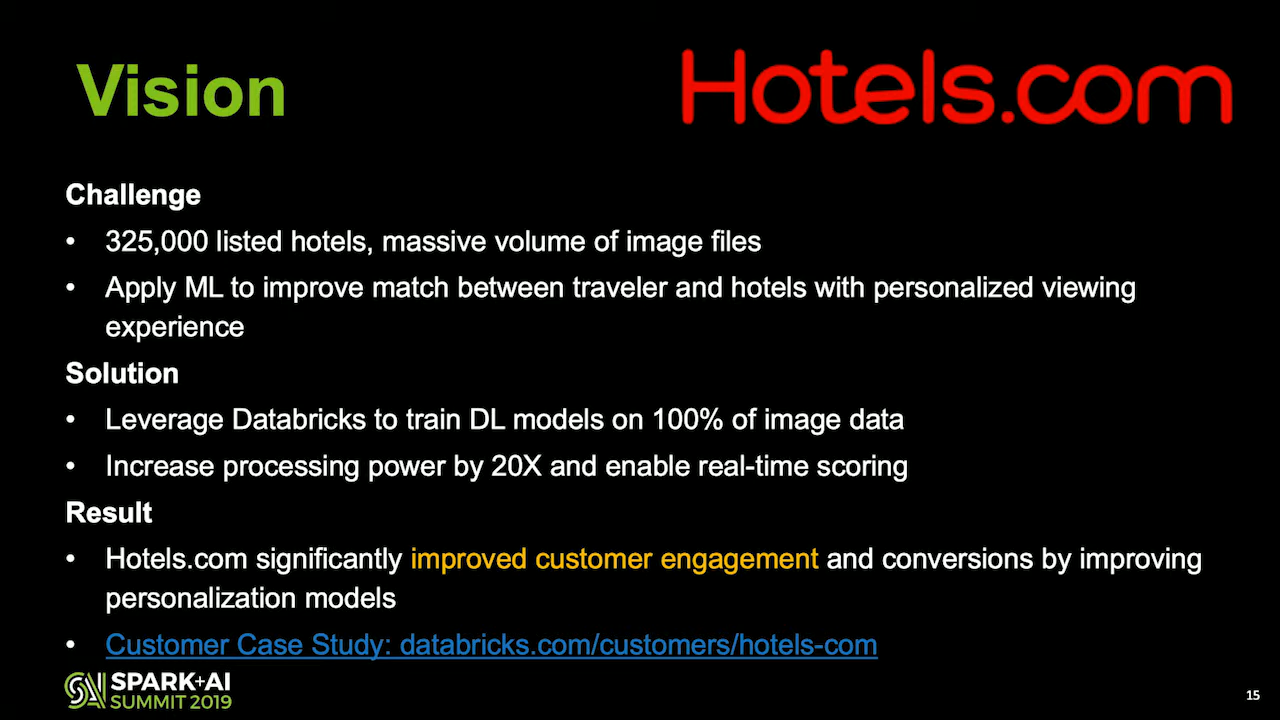 Vision
Hotels.com
Challenge
• 325,000 listed hotels, massive volume of image files
• Apply ML to improve match between traveler and hotels with personalized viewing
experience
Solution
• Leverage Databricks to train DL models on 100% of image data
• Increase processing power by 20X and enable real-time scoring
Result
• Hotels.com significantly improved customer engagement and conversions by improving
personalization models
• Customer Case Study: databricks.com/customers/hotels-com
SPARK+AI
SUMMIT 2019
15